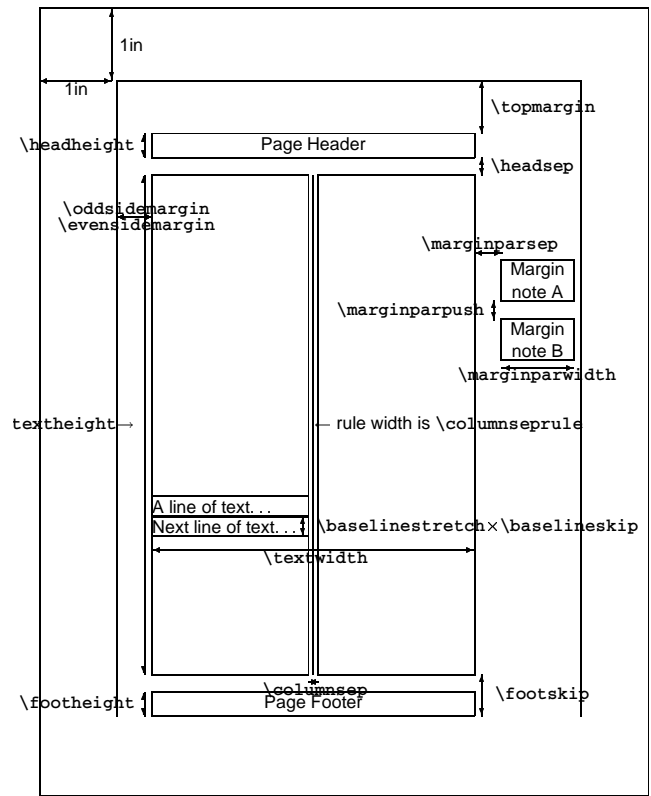 1in
1in
\topmargin
\headheight
Page Header
\headsep
\oddsidemargin
\evensidemargin
\marginparsep
Margin
note A
\marginparpush
Margin
note B
\marginparwidth
textheight→
← rule width is \columnseprule
A line of text. . .
Next line of text. . .
\baselinestretch×\baselineskip
\textwidth
\columnsep
\footskip
\footheight
Page Footer